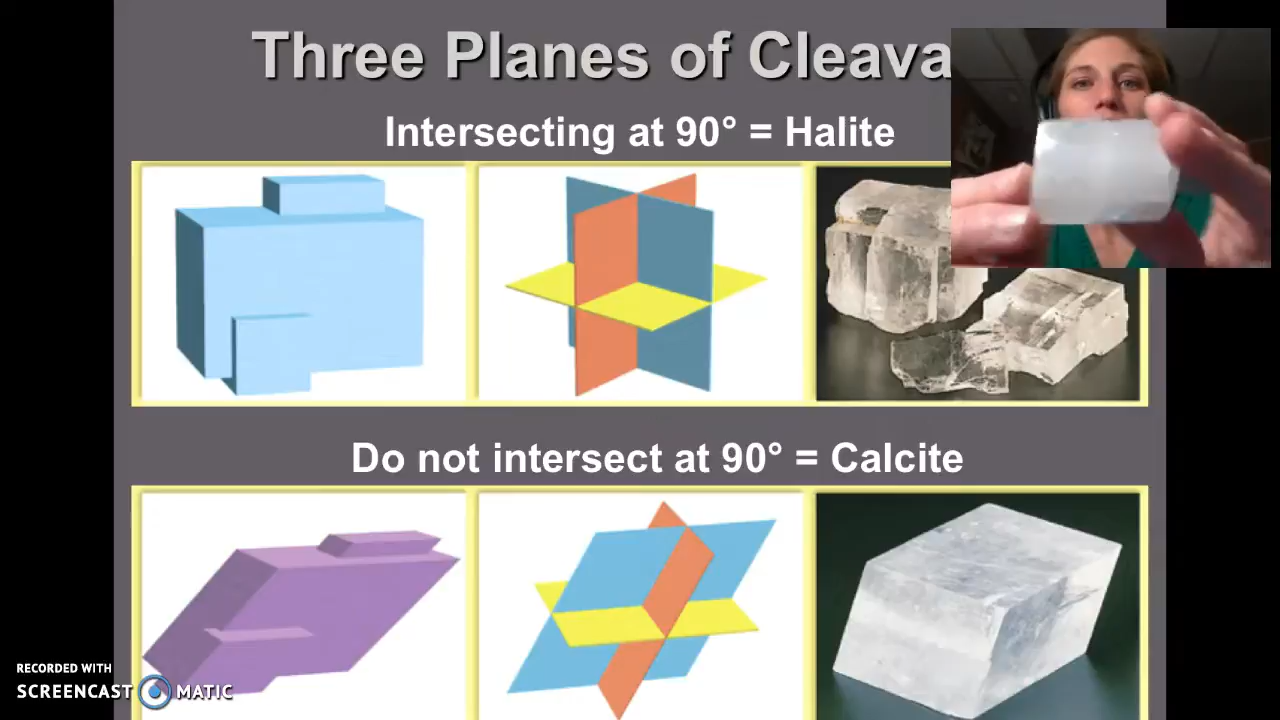 Three Planes of Cleava
Intersecting at 90° = Halite
Do not intersect at 90° = Calcite
RECORDED WITH
SCREENCAST MATIC